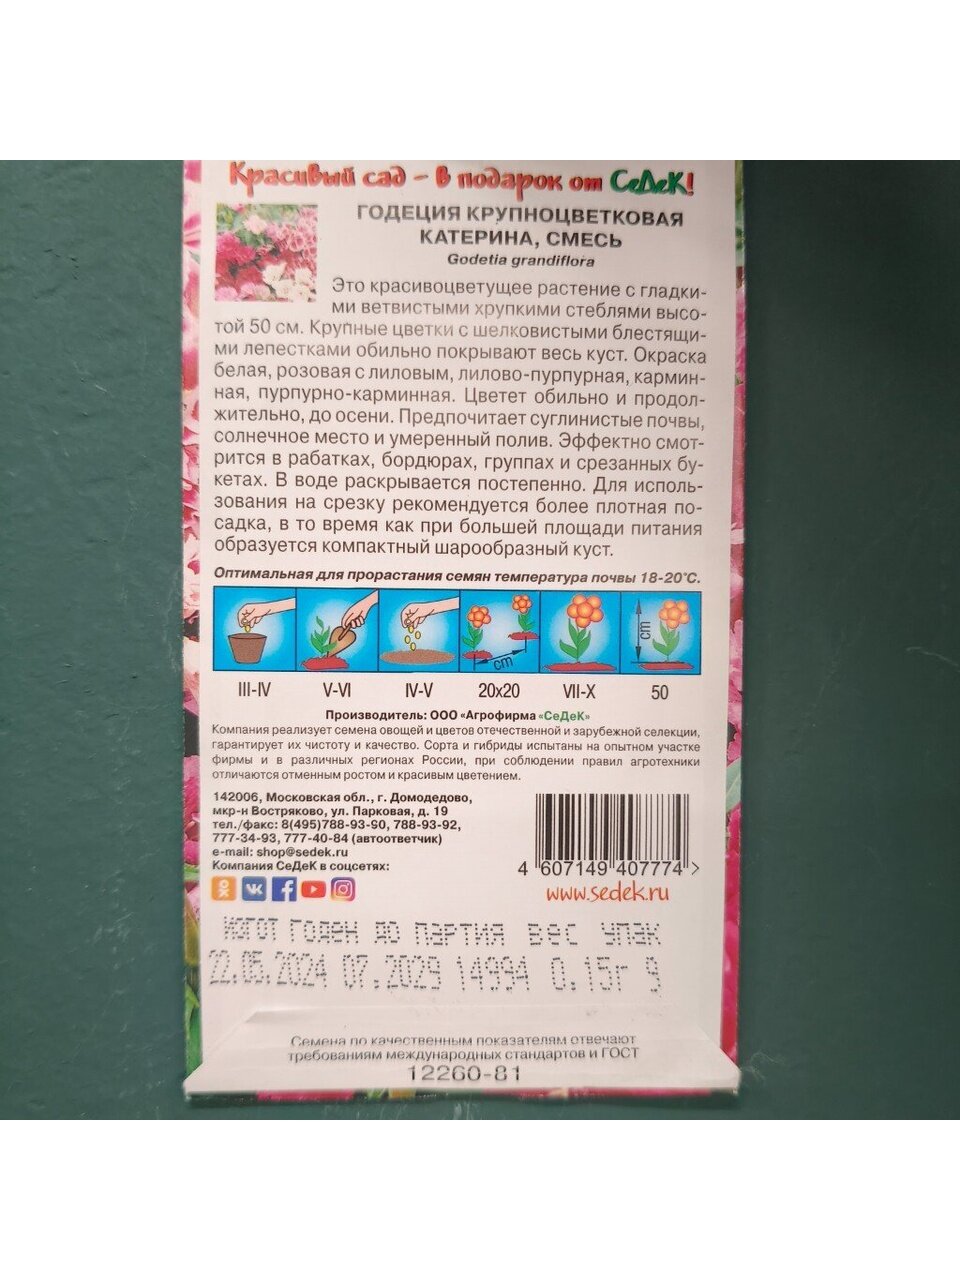 Красивый сад - в подарок от СеДеК!
ГОДЕЦИЯ КРУПНОЦВЕТКОВАЯ
КАТЕРИНА, СМЕСЬ
Godetia grandiflora
Это красивоцветущее растение с гладки-
ми ветвистыми хрупкими стеблями высо-
той 50 см. Крупные цветки с шелковистыми блестящи-
ми лепестками обильно покрывают весь куст. Окраска
белая, розовая с лиловым, лилово-пурпурная, кармин-
ная, пурпурно-карминная. Цветет обильно и продол-
жительно, до осени. Предпочитает суглинистые почвы,
солнечное место и умеренный полив. Эффектно смот-
рится в рабатках, бордюрах, группах и срезанных бу-
кетах. В воде раскрывается постепенно. Для исполь-
зования на срезку рекомендуется более плотная по-
садка, в то время как при большей площади питания
образуется компактный шарообразный куст.
Оптимальная для прорастания семян температура почвы 18-20°С.
cm cm
III-IV V-VI IV-V 20x20 VII-X 50
Производитель: ООО «Агрофирма «СеДеК»
Компания реализует семена овощей и цветов отечественной и зарубежной селекции,
гарантирует их чистоту и качество. Сорта и гибриды испытаны на опытном участке
фирмы и в различных регионах России, при соблюдении правил агротехники
отличаются отменным ростом и красивым цветением.
142006, Московская обл., г. Домодедово,
мкр-н Востряково, ул. Парковая, д. 19
тел./факс: 8(495)788-93-90, 788-93-92,
777-34-93, 777-40-84 (автоответчик)
e-mail: shop@sedek.ru
Компания СеДеК в соцсетях:
4 607149 407774 >
www.sedek.ru
Изгот Годен до Партия Вес Упак
22.05.2024 07.2029 14994 0.15г 9
Семена по качественным показателям отвечают
требованиям международных стандартов и ГОСТ
12260-81